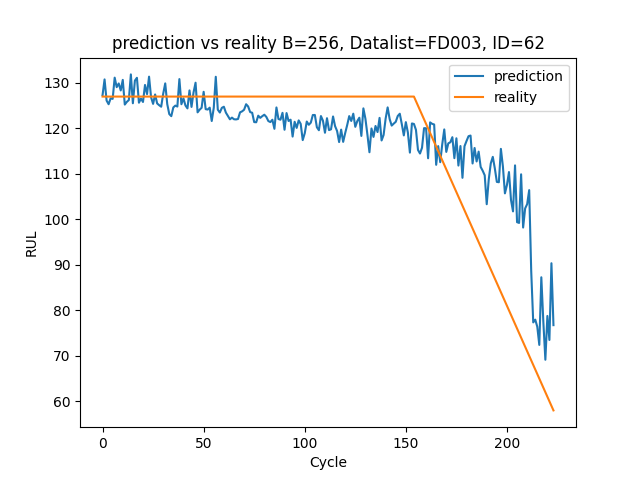 prediction vs reality B=256, Datalist=FD003, ID=62
prediction
reality
130
120
110
100
90
80
70
60
RUL
0
50
100
150
200
Cycle